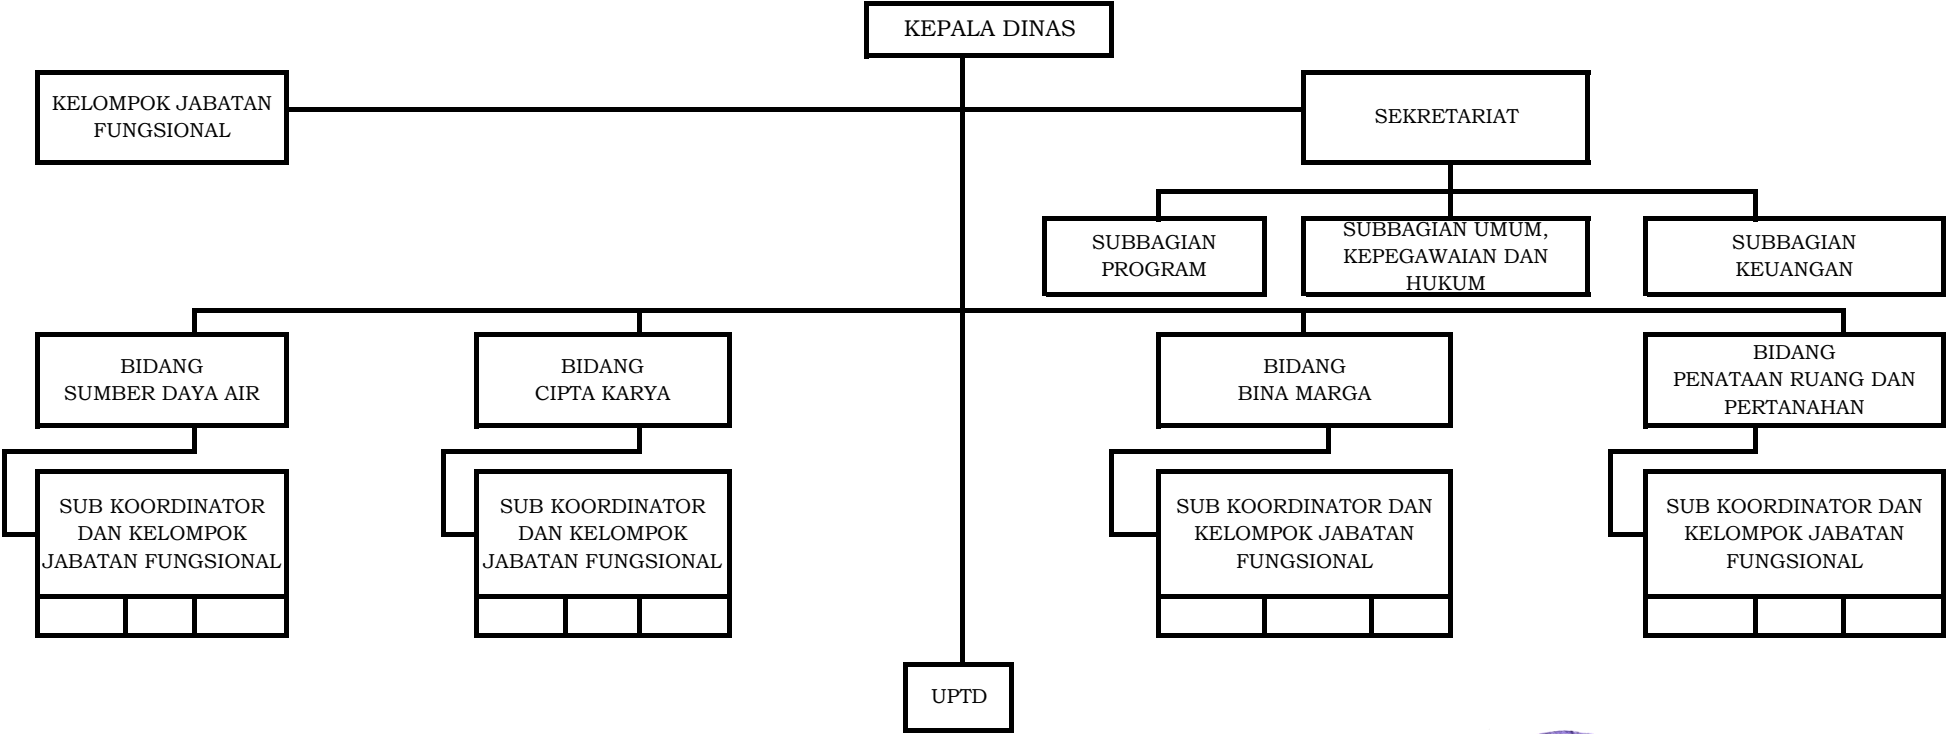 KEPALA DINAS
KELOMPOK JABATAN
FUNGSIONAL
SEKRETARIAT
SUBBAGIAN
PROGRAM
SUBBAGIAN UMUM,
KEPEGAWAIAN DAN
HUKUM
SUBBAGIAN
KEUANGAN
BIDANG
SUMBER DAYA AIR
BIDANG
CIPTA KARYA
BIDANG
BINA MARGA
BIDANG
PENATAAN RUANG DAN
PERTANAHAN
SUB KOORDINATOR
DAN KELOMPOK
JABATAN FUNGSIONAL
SUB KOORDINATOR
DAN KELOMPOK
JABATAN FUNGSIONAL
SUB KOORDINATOR DAN
KELOMPOK JABATAN
FUNGSIONAL
SUB KOORDINATOR DAN
KELOMPOK JABATAN
FUNGSIONAL
UPTD